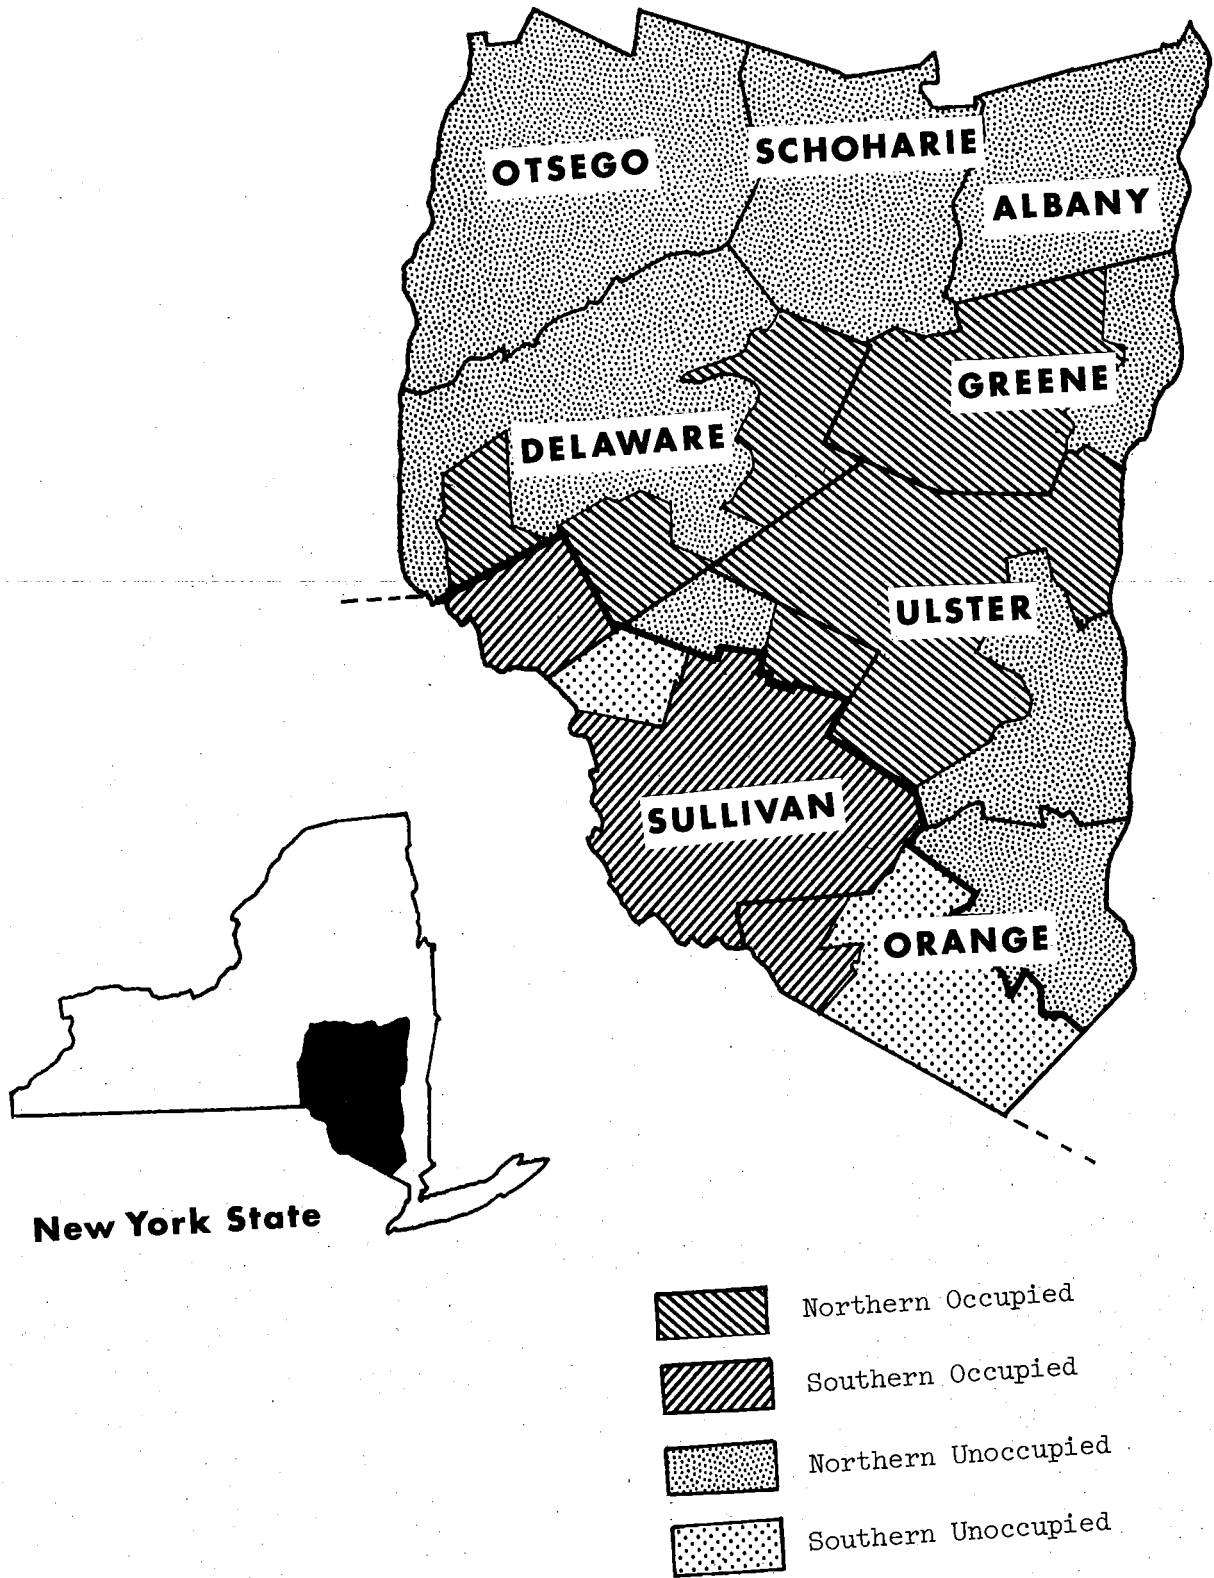 OTSEGO
SCHOHARIE
ALBANY
GREENE
DELAWARE
ULSTER
SULLIVAN
ORANGE
New York State
Northern Occupied
Southern Occupied
Northern Unoccupied
Southern Unoccupied